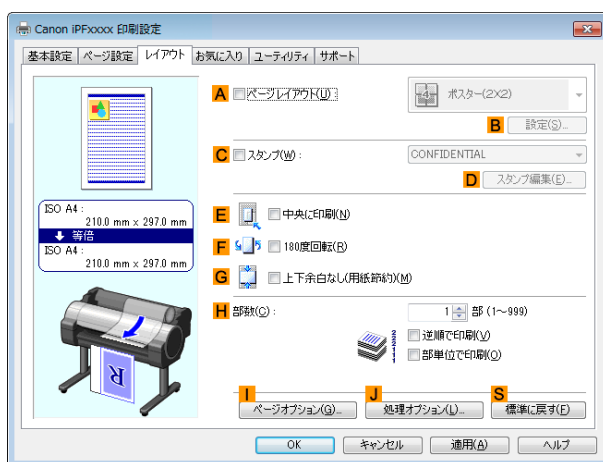 Canon iPFxxxx 印刷設定
基本設定 ページ設定 レイアウト お気に入り ユーティリティ サポート
A ページレイアウト(U) : 4 ポスター(2×2)
B 設定(S)...
C スタンプ(W) : CONFIDENTIAL
D スタンプ編集(E)...
ISO A4 :
210.0 mm x 297.0 mm
等倍
ISO A4 :
210.0 mm x 297.0 mm
E 中央に印刷(N)
F 180度回転(R)
G 上下余白なし(用紙節約)(M)
H 部数(C) : 1 部 (1~999)
逆順で印刷(V)
部単位で印刷(O)
R
I ページオプション(G)...
J 処理オプション(L)...
S 標準に戻す(F)
OK キャンセル 適用(A) ヘルプ